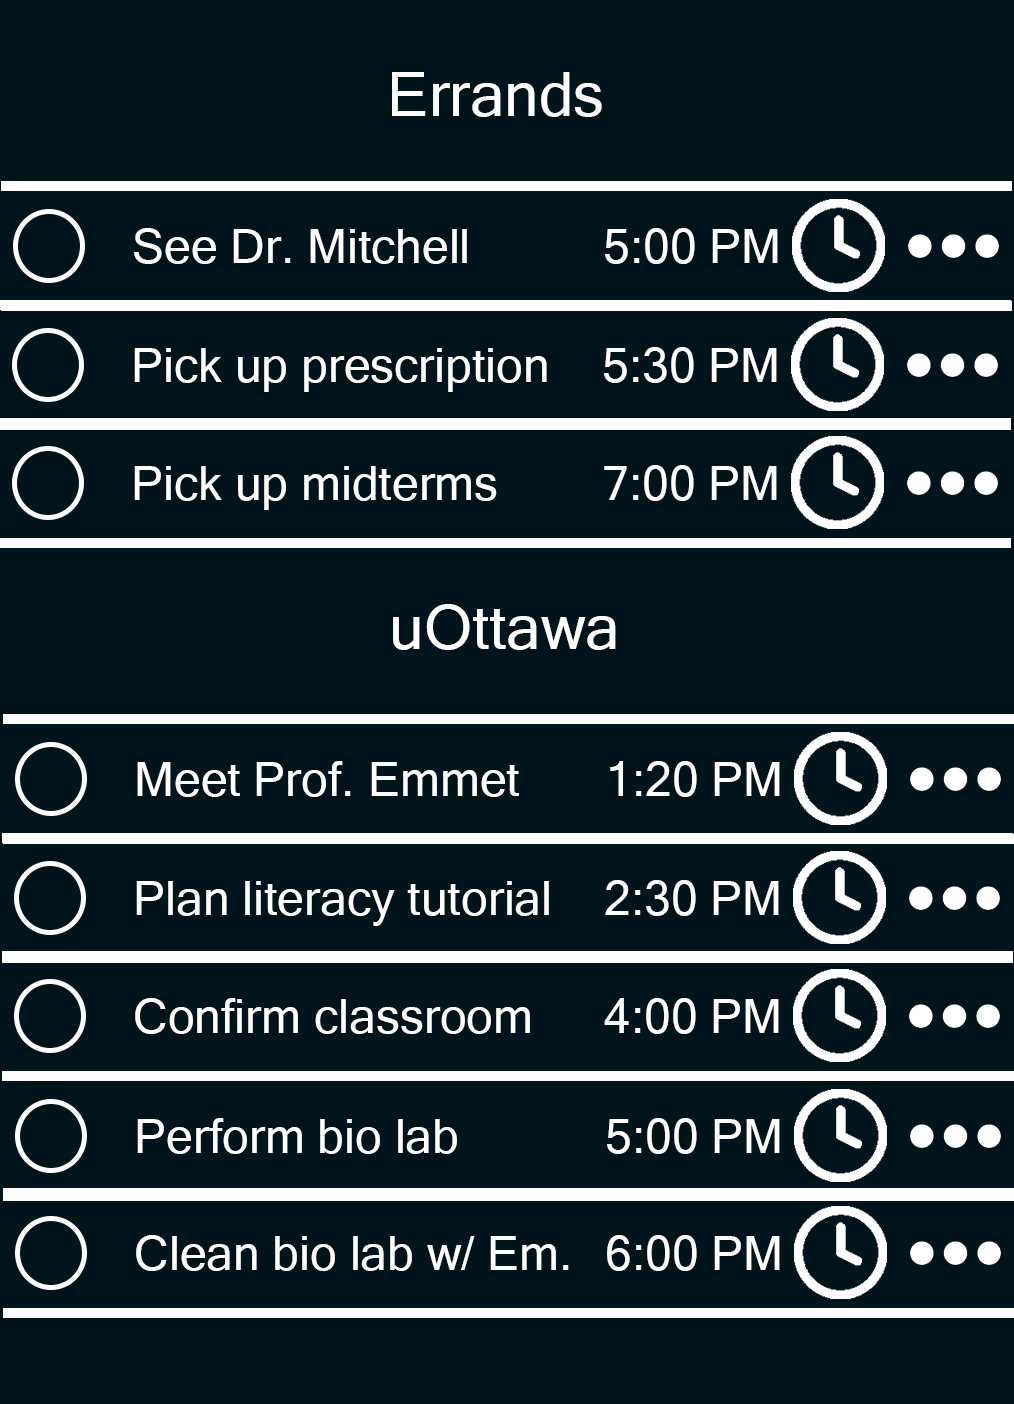 Errands
See Dr. Mitchell 5:00 PM
Pick up prescription 5:30 PM
Pick up midterms 7:00 PM
uOttawa
Meet Prof. Emmet 1:20 PM
Plan literacy tutorial 2:30 PM
Confirm classroom 4:00 PM
Perform bio lab 5:00 PM
Clean bio lab w/ Em. 6:00 PM